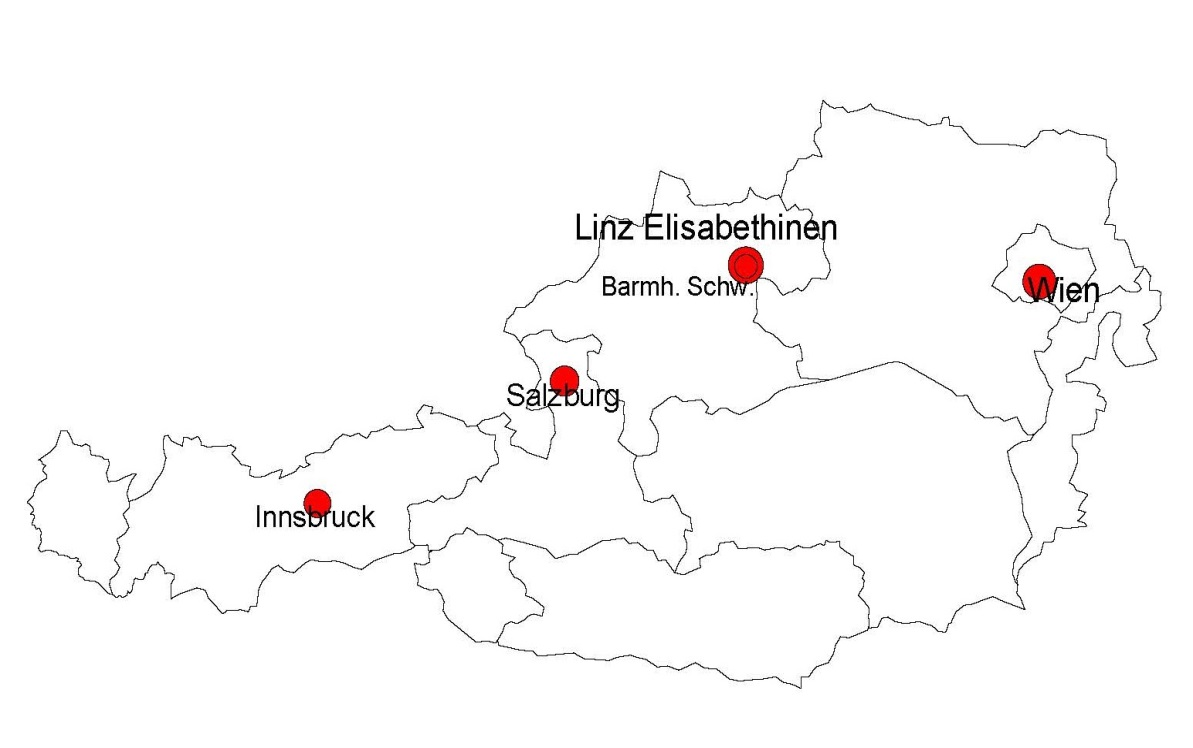 Linz Elisabethinen
Barmh. Schw.
Wien
Salzburg
Innsbruck